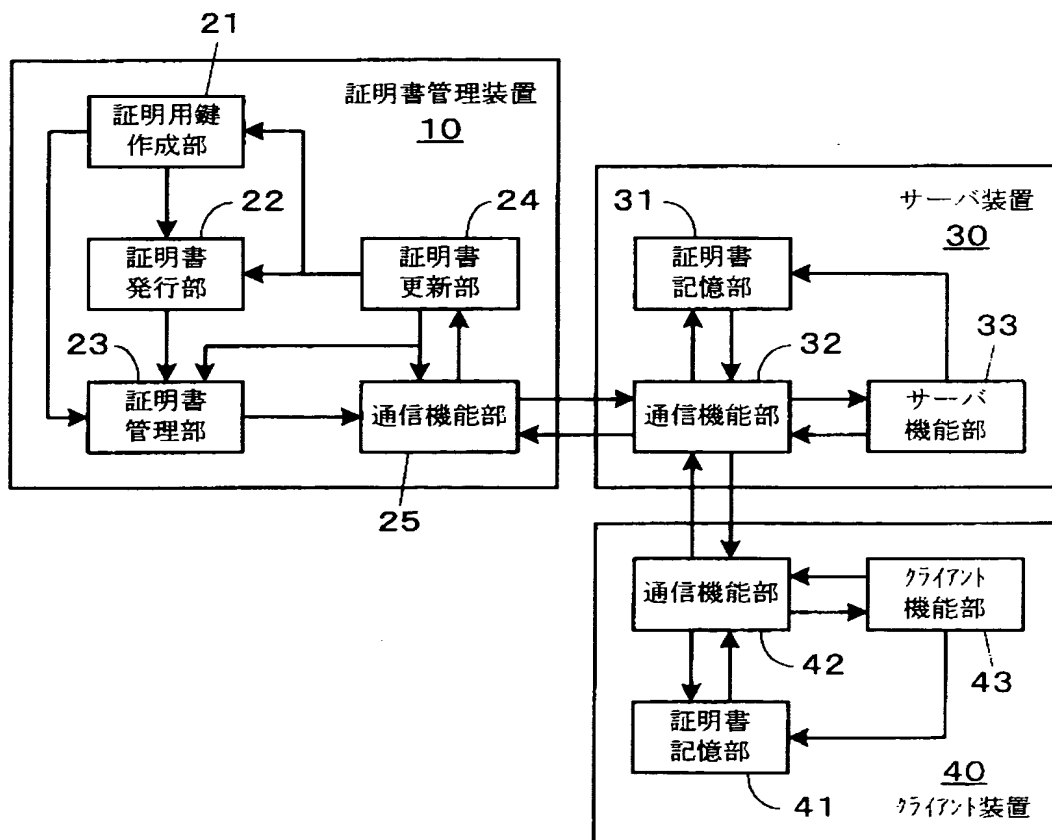 21
証明書管理装置
10
証明用鍵
作成部
22
24
証明書
発行部
証明書
更新部
23
証明書
管理部
通信機能部
25
サーバ装置
30
31
証明書
記憶部
32
33
通信機能部
サーバ
機能部
通信機能部
クライアント
機能部
42
43
証明書
記憶部
41
40
クライアント装置